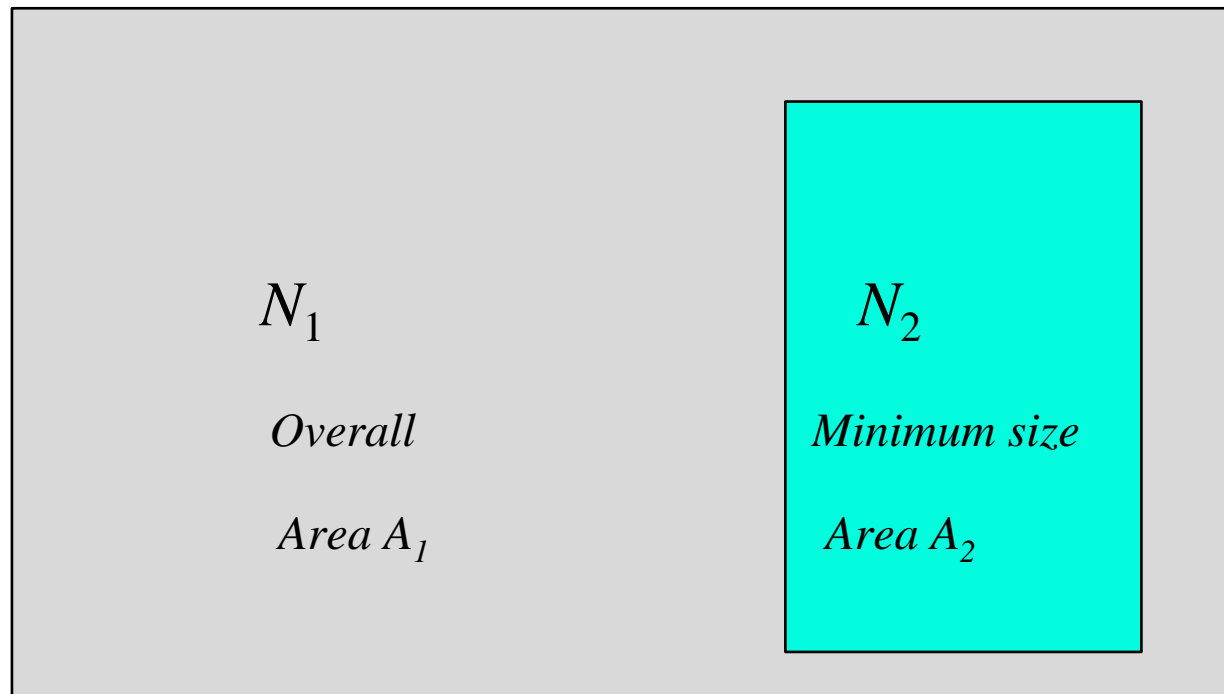 N₁
Overall
Area A₁
N₂
Minimum size
Area A₂